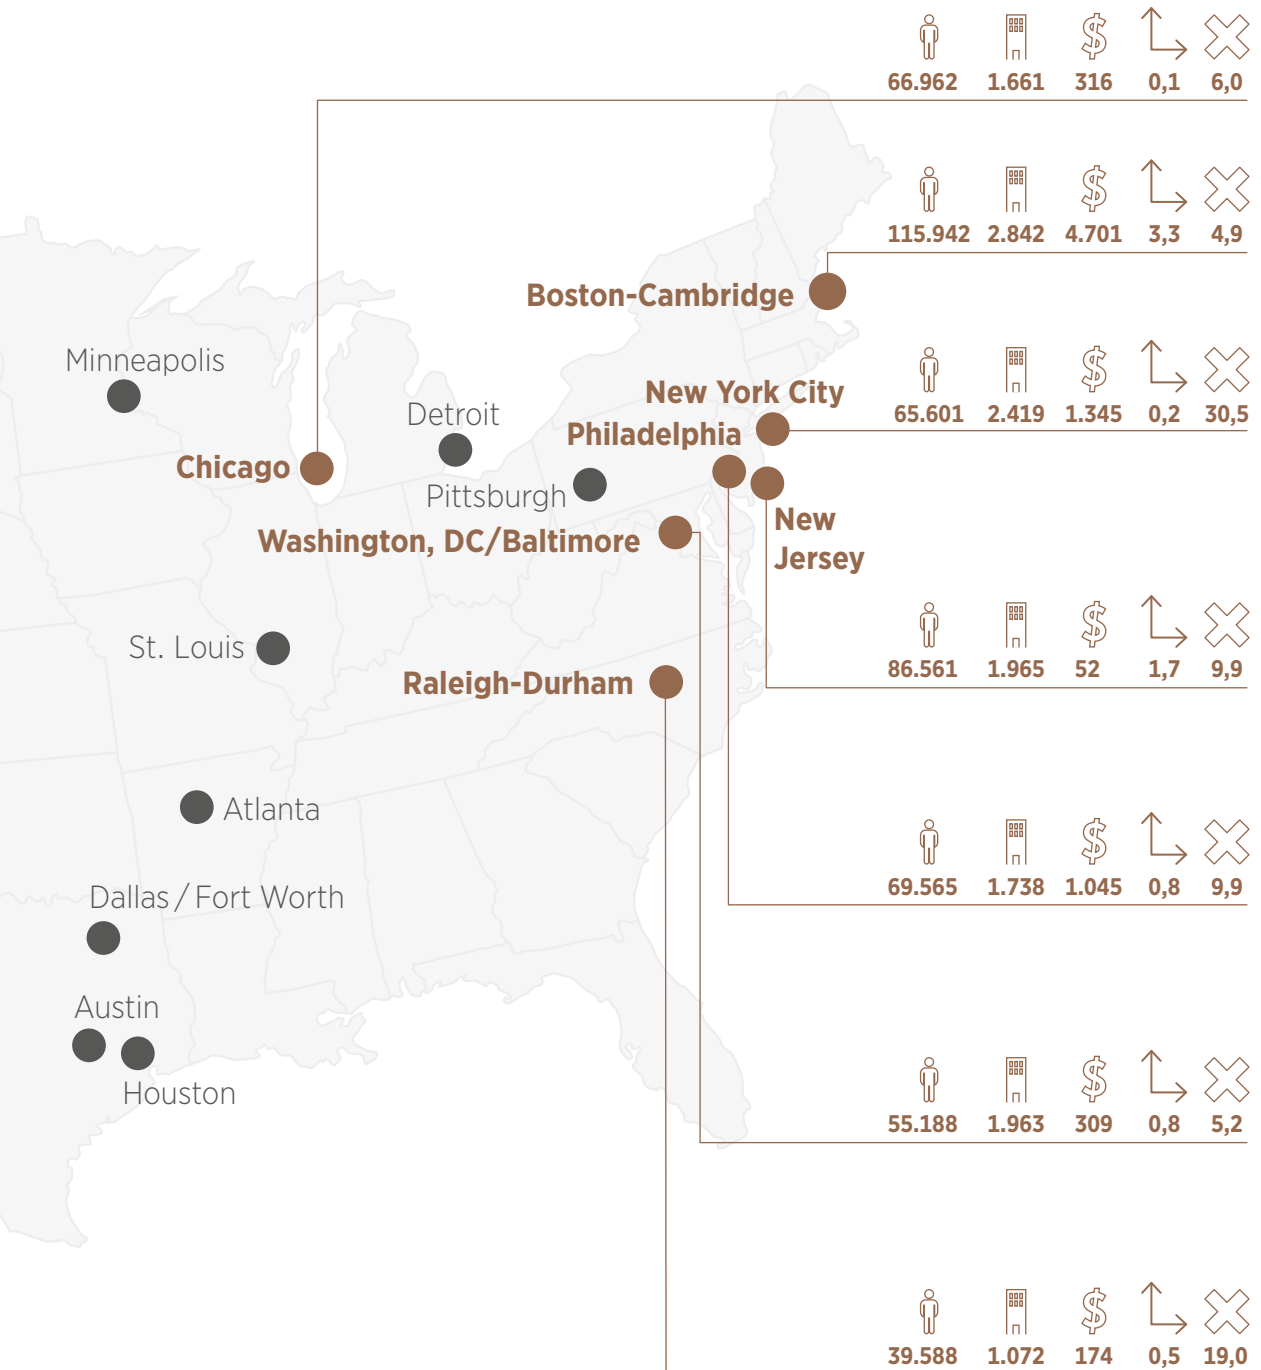 66.962 1.661 316 0,1 6,0
115.942 2.842 4.701 3,3 4,9
Boston-Cambridge
Minneapolis
New York City
Detroit
65.601 2.419 1.345 0,2 30,5
Philadelphia
Chicago
Pittsburgh
New
Jersey
Washington, DC/Baltimore
St. Louis
86.561 1.965 52 1,7 9,9
Raleigh-Durham
Atlanta
69.565 1.738 1.045 0,8 9,9
Dallas / Fort Worth
Austin
Houston
55.188 1.963 309 0,8 5,2
39.588 1.072 174 0,5 19,0